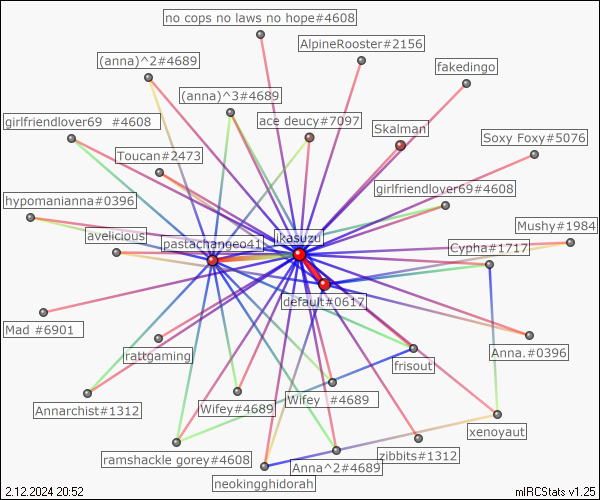 no cops no laws no hope#4608
AlpineRooster#2156
(anna)^2#4689
fakedingo
(anna)^3#4689
girlfriendlover69  #4608
ace deucy#7097
Skalman
Soxy Foxy#5076
Toucan#2473
girlfriendlover69#4608
hypomanianna#0396
Mushy#1984
avelicious
pastachangeo41
ikasuzu
Cypha#1717
default#0617
Mad #6901
rattgaming
Anna.#0396
frisout
Annarchist#1312
Wifey#4689
Wifey  #4689
xenoyaut
ramshackle gorey#4608
Anna^2#4689
zibbits#1312
neokingghidorah
2.12.2024 20:52
mIRCStats v1.25